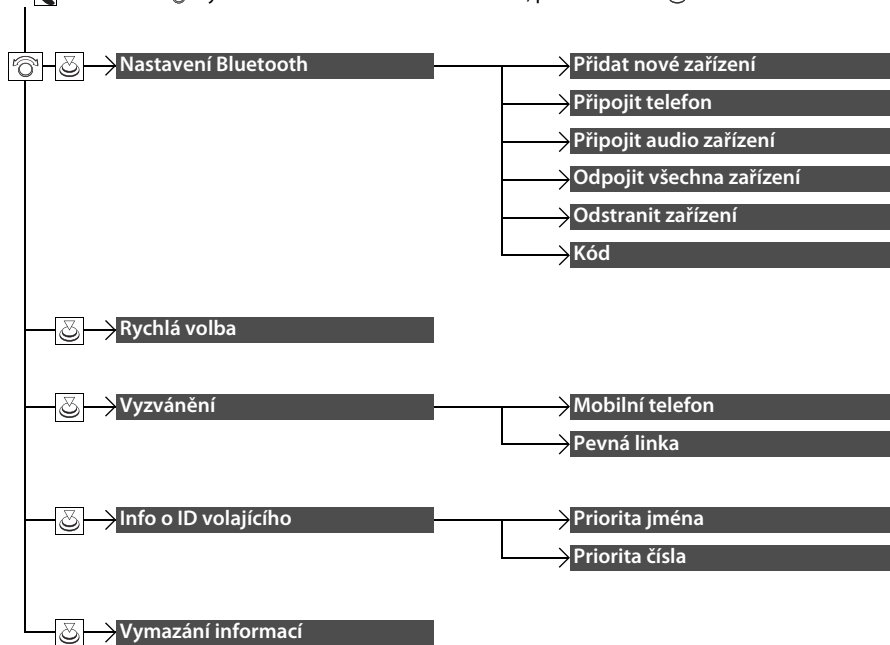 Nastavení Bluetooth
Přidat nové zařízení
Připojit telefon
Připojit audio zařízení
Odpojit všechna zařízení
Odstranit zařízení
Kód
Rychlá volba
Vyzvánění
Mobilní telefon
Pevná linka
Info o ID volajícího
Priorita jména
Priorita čísla
Vymazání informací